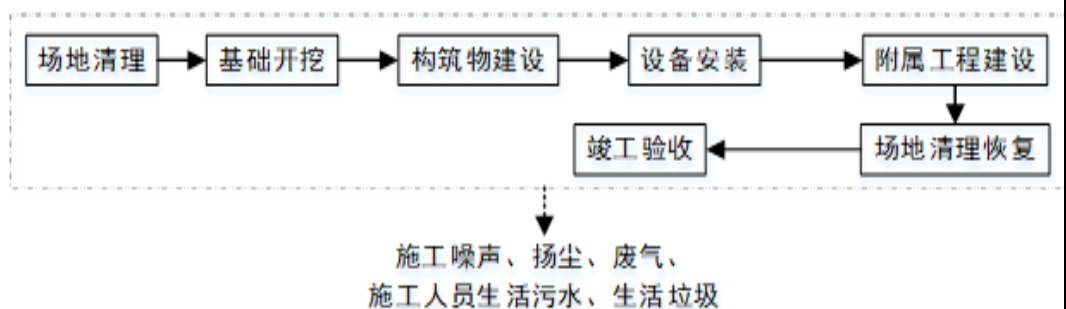 场地清理
基础开挖
构筑物建设
设备安装
附属工程建设
场地清理恢复
竣工验收
施工噪声、扬尘、废气、
施工人员生活污水、生活垃圾